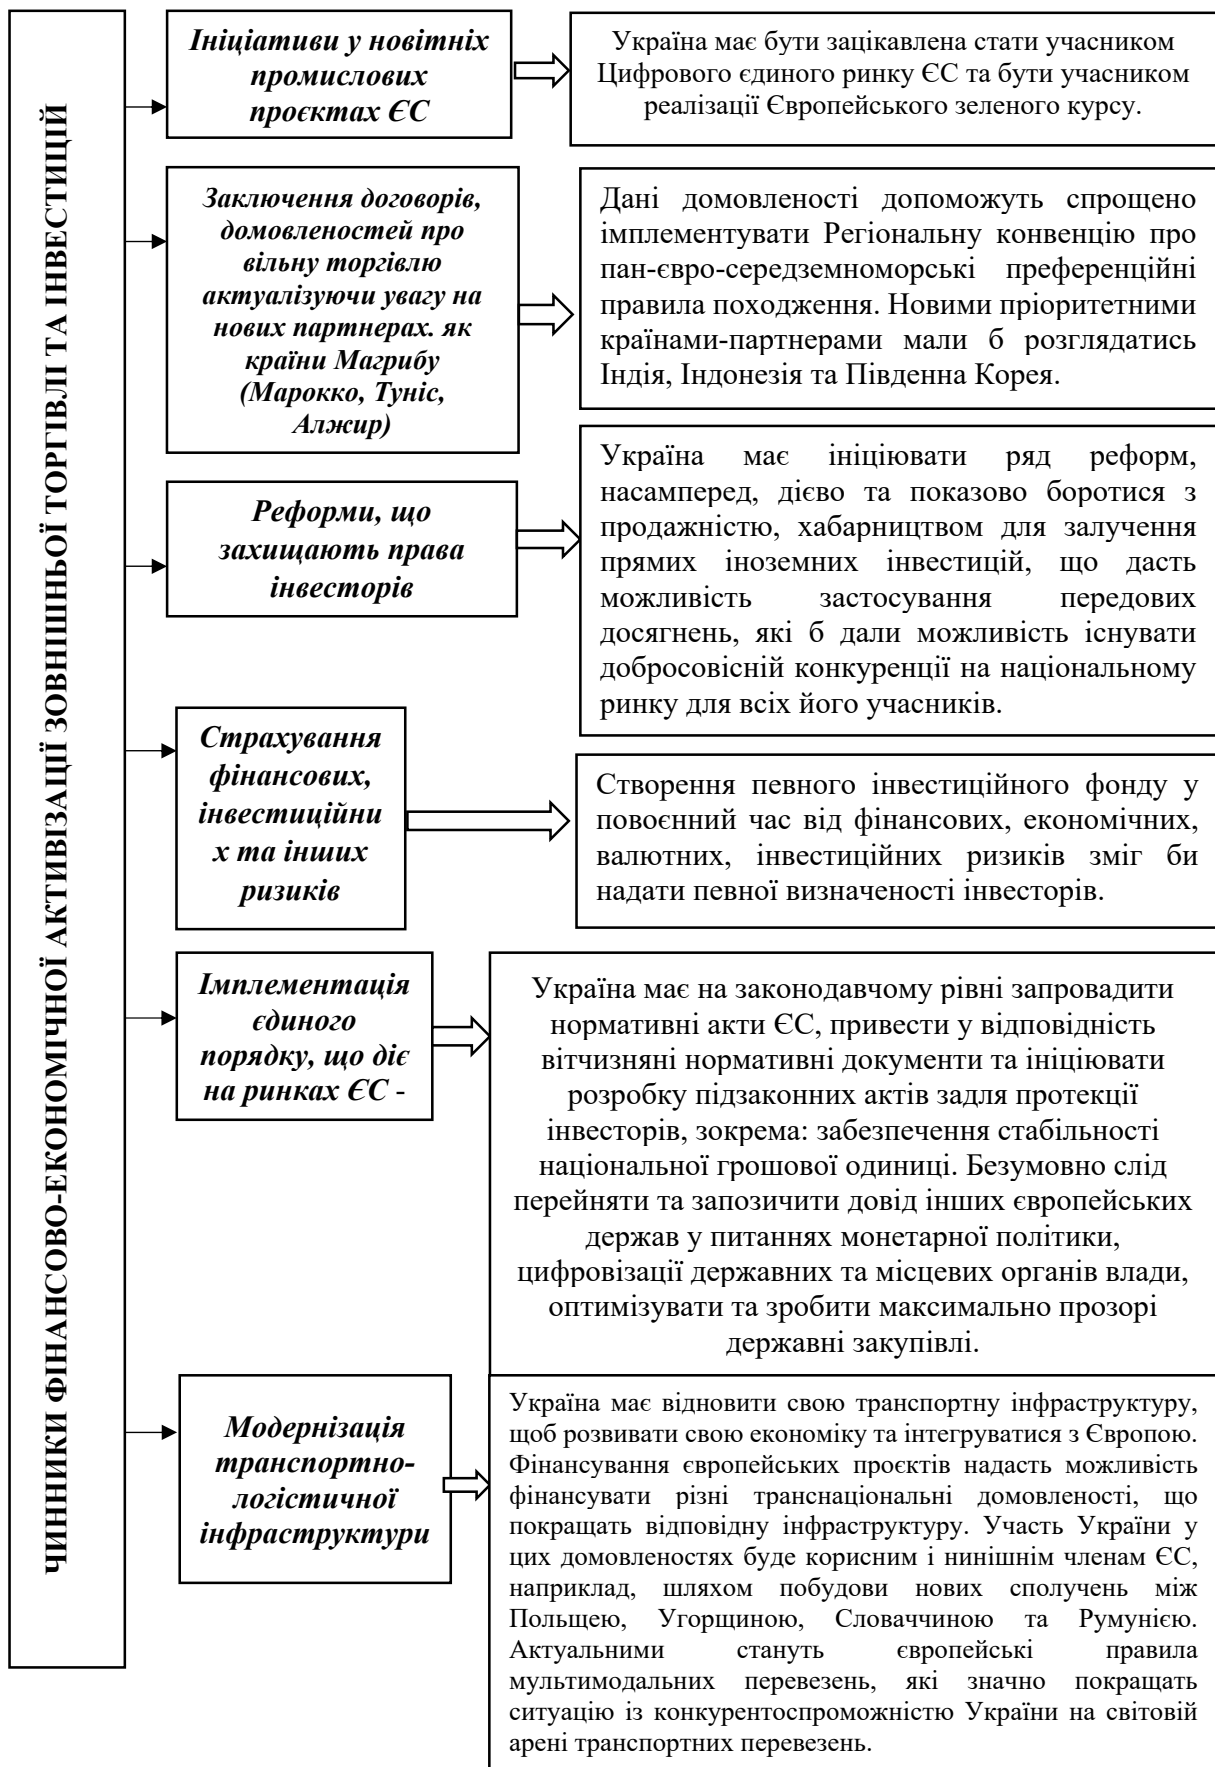 ЧИННИКИ ФІНАНСОВО-ЕКОНОМІЧНОЇ АКТИВІЗАЦІЇ ЗОВНІШНЬОЇ ТОРГІВЛІ ТА ІНВЕСТИЦІЙ
Ініціативи у новітніх
промислових
проєктах ЄС
Україна має бути зацікавлена стати учасником
Цифрового єдиного ринку ЄС та бути учасником
реалізації Європейського зеленого курсу.
Заключення договорів,
домовленостей про
вільну торгівлю
актуалізуючи увагу на
нових партнерах. як
країни Магрибу
(Марокко, Туніс,
Алжир)
Дані домовленості допоможуть спрощено
імплементувати Регіональну конвенцію про
пан-євро-середземноморські преференційні
правила походження. Новими пріоритетними
країнами-партнерами мали б розглядатись
Індія, Індонезія та Південна Корея.
Реформи, що
захищають права
інвесторів
Україна має ініціювати ряд реформ,
насамперед, дієво та показово боротися з
продажністю, хабарництвом для залучення
прямих іноземних інвестицій, що дасть
можливість застосування передових
досягнень, які б дали можливість існувати
добросовісній конкуренції на національному
ринку для всіх його учасників.
Страхування
фінансових,
інвестиційни
х та інших
ризиків
Створення певного інвестиційного фонду у
повоєнний час від фінансових, економічних,
валютних, інвестиційних ризиків зміг би
надати певної визначеності інвесторів.
Імплементація
єдиного
порядку, що діє
на ринках ЄС -
Україна має на законодавчому рівні запровадити
нормативні акти ЄС, привести у відповідність
вітчизняні нормативні документи та ініціювати
розробку підзаконних актів задля протекції
інвесторів, зокрема: забезпечення стабільності
національної грошової одиниці. Безумовно слід
перейняти та запозичити довід інших європейських
держав у питаннях монетарної політики,
цифровізації державних та місцевих органів влади,
оптимізувати та зробити максимально прозорі
державні закупівлі.
Модернізація
транспортно-
логістичної
інфраструктури
Україна має відновити свою транспортну інфраструктуру,
щоб розвивати свою економіку та інтегруватися з Європою.
Фінансування європейських проєктів надасть можливість
фінансувати різні транснаціональні домовленості, що
покращать відповідну інфраструктуру. Участь України у
цих домовленостях буде корисним і нинішнім членам ЄС,
наприклад, шляхом побудови нових сполучень між
Польщею, Угорщиною, Словаччиною та Румунією.
Актуальними стануть європейські правила
мультимодальних перевезень, які значно покращать
ситуацію із конкурентоспроможністю України на світовій
арені транспортних перевезень.